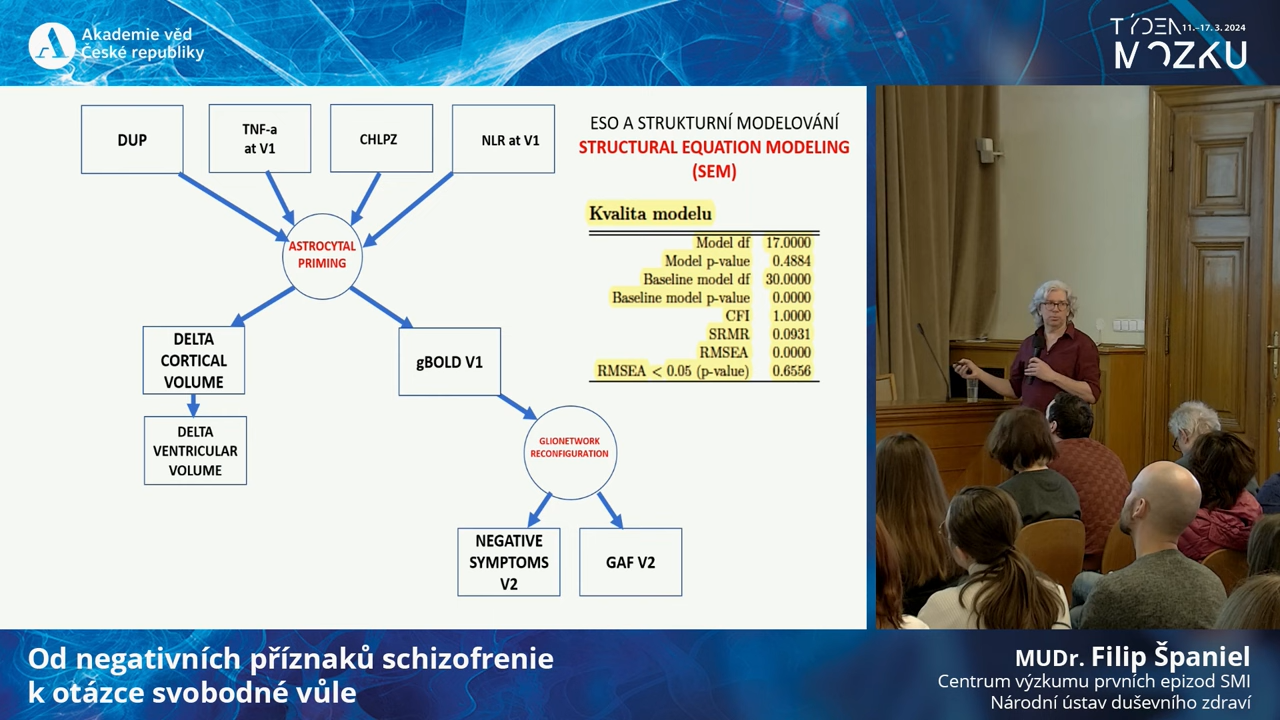 Akademie věd
České republiky
TÝDEN 11.–17. 3. 2024
MOZKU
DUP
TNF-a
at V1
CHLPZ
NLR at V1
ESO A STRUKTURNÍ MODELOVÁNÍ
STRUCTURAL EQUATION MODELING
(SEM)
ASTROCYTAL
PRIMING
Kvalita modelu
Model df 17.0000
Model p-value 0.4884
Baseline model df 30.0000
Baseline model p-value 0.0000
CFI 1.0000
SRMR 0.0931
RMSEA 0.0000
RMSEA < 0.05 (p-value) 0.6556
DELTA
CORTICAL
VOLUME
gBOLD V1
DELTA
VENTRICULAR
VOLUME
GLIONETWORK
RECONFIGURATION
NEGATIVE
SYMPTOMS
V2
GAF V2
Od negativních příznaků schizofrenie
k otázce svobodné vůle
MUDr. Filip Španiel
Centrum výzkumu prvních epizod SMI
Národní ústav duševního zdraví